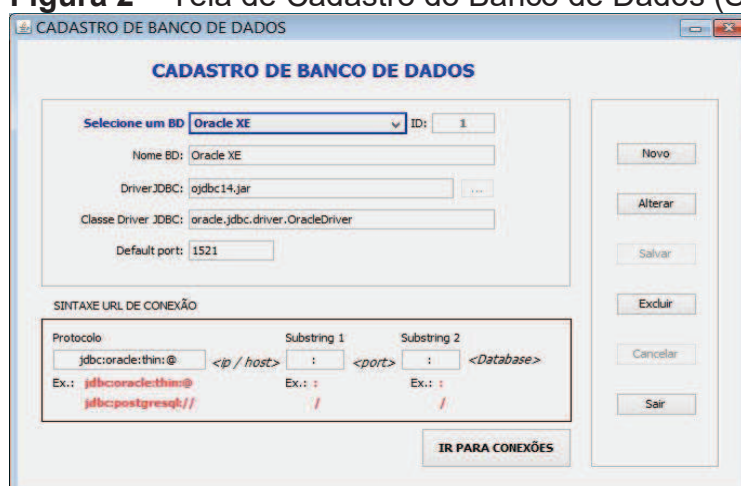 Figura 2 – Tela de Cadastro do Banco de Dados (
CADASTRO DE BANCO DE DADOS
CADASTRO DE BANCO DE DADOS
Selecione um BD Oracle XE ID: 1
Nome BD: Oracle XE
DriverJDBC: ojdbc14.jar ...
Classe Driver JDBC: oracle.jdbc.driver.OracleDriver
Default port: 1521
SINTAXE URL DE CONEXÃO
Protocolo Substring 1 Substring 2
jdbc:oracle:thin:@ <ip / host> : <port> : <Database>
Ex.: jdbc:oracle:thin:@ Ex.: : Ex.: :
jdbc:postgresql:// / /
IR PARA CONEXÕES
Novo
Alterar
Salvar
Excluir
Cancelar
Sair